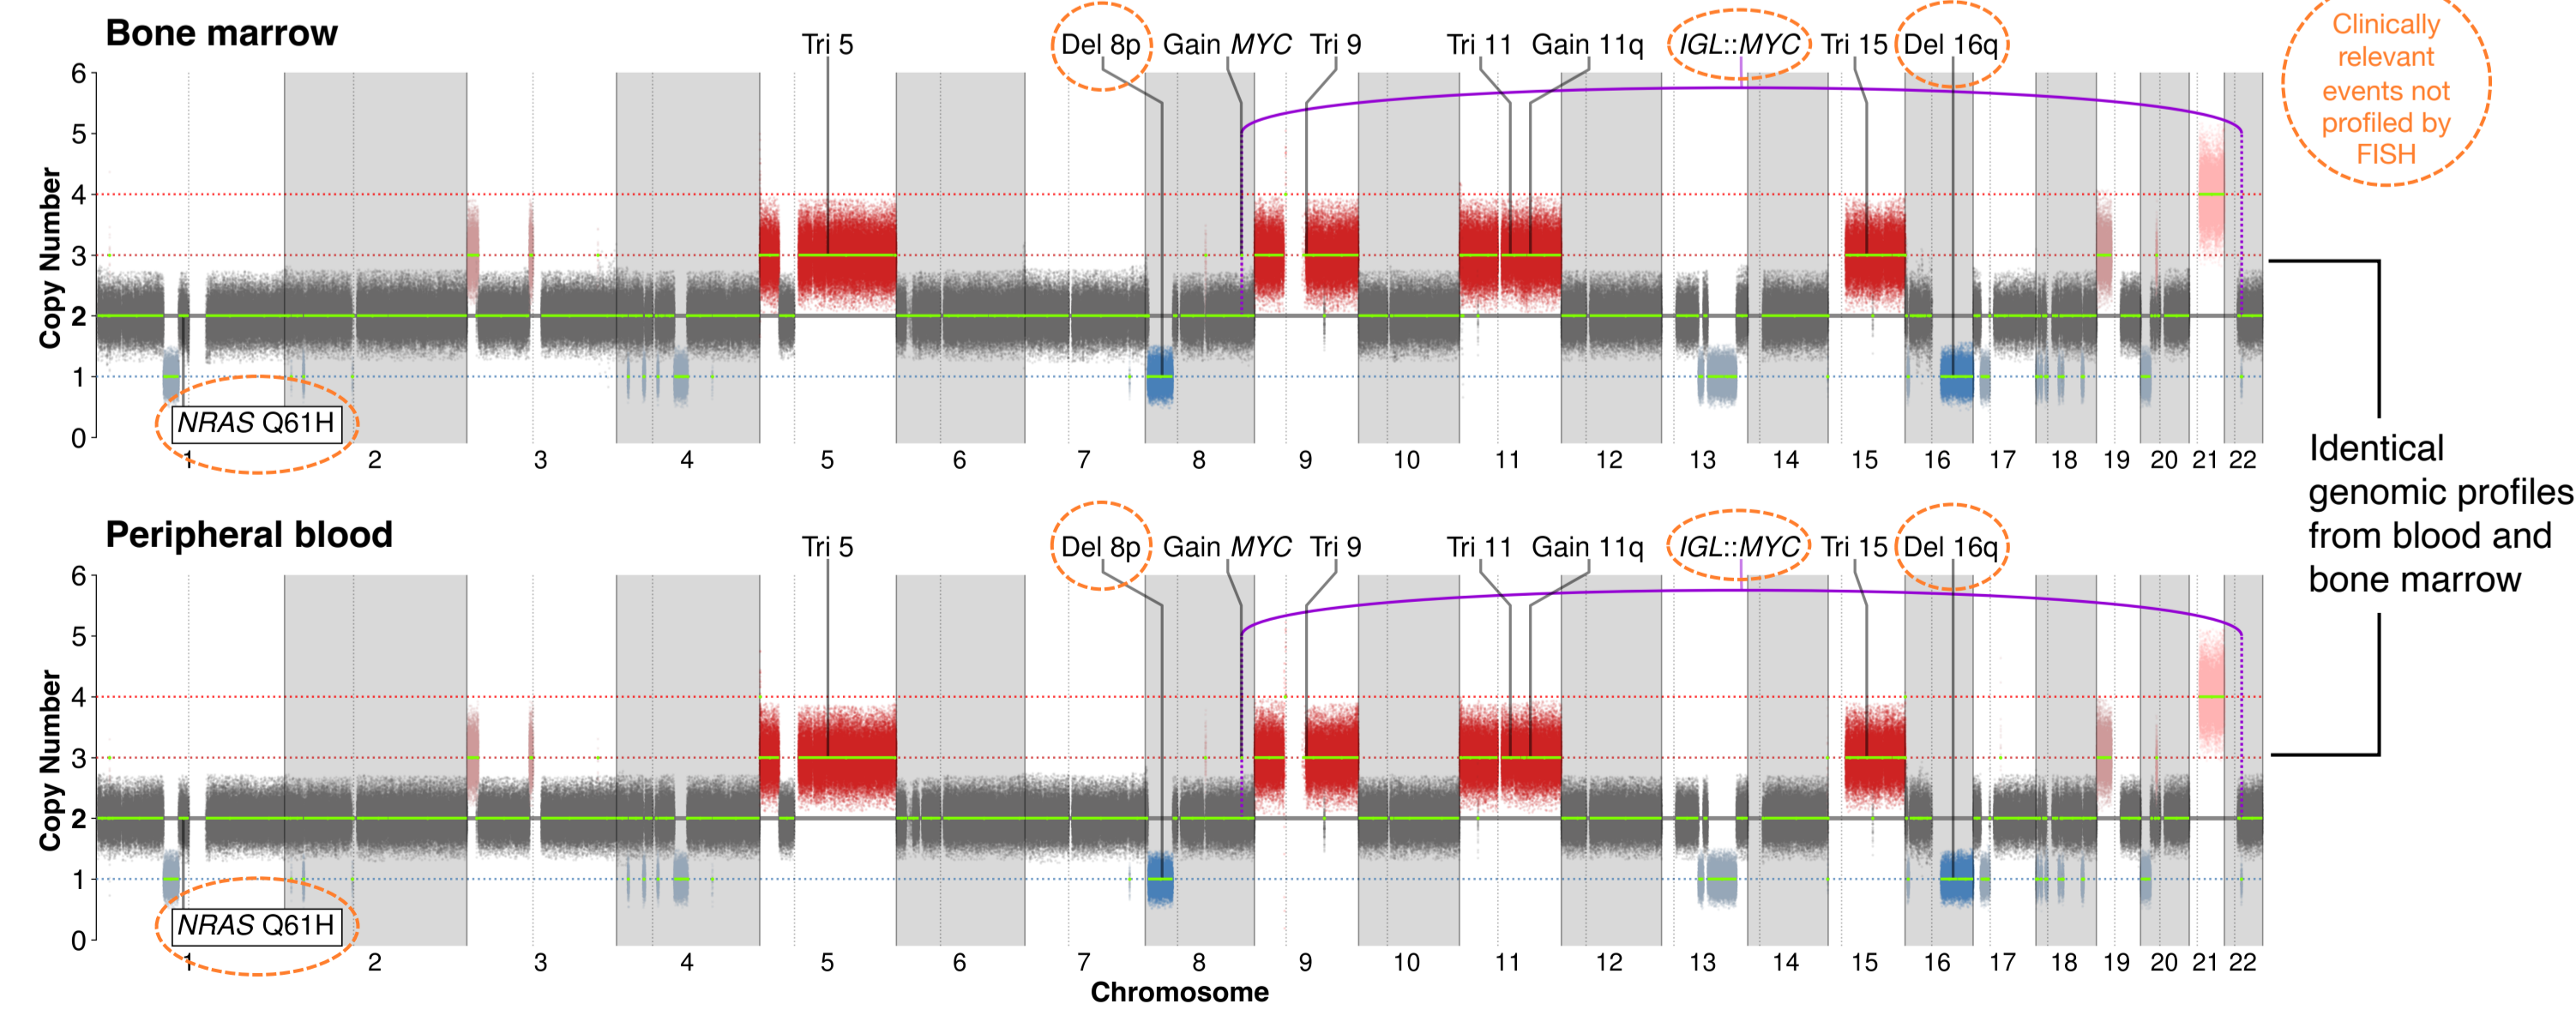 Bone marrow
Tri 5
Del 8p
Gain MYC
Tri 9
Tri 11
Gain 11q
IGL::MYC
Tri 15
Del 16q
Clinically
relevant
events not
profiled by
FISH
Copy Number
6
5
4
3
2
1
0
NRAS Q61H
1 2 3 4 5 6 7 8 9 10 11 12 13 14 15 16 17 18 19 20 21 22
Identical
genomic profiles
from blood and
bone marrow
Peripheral blood
Tri 5
Del 8p
Gain MYC
Tri 9
Tri 11
Gain 11q
IGL::MYC
Tri 15
Del 16q
Copy Number
6
5
4
3
2
1
0
NRAS Q61H
1 2 3 4 5 6 7 8 9 10 11 12 13 14 15 16 17 18 19 20 21 22
Chromosome